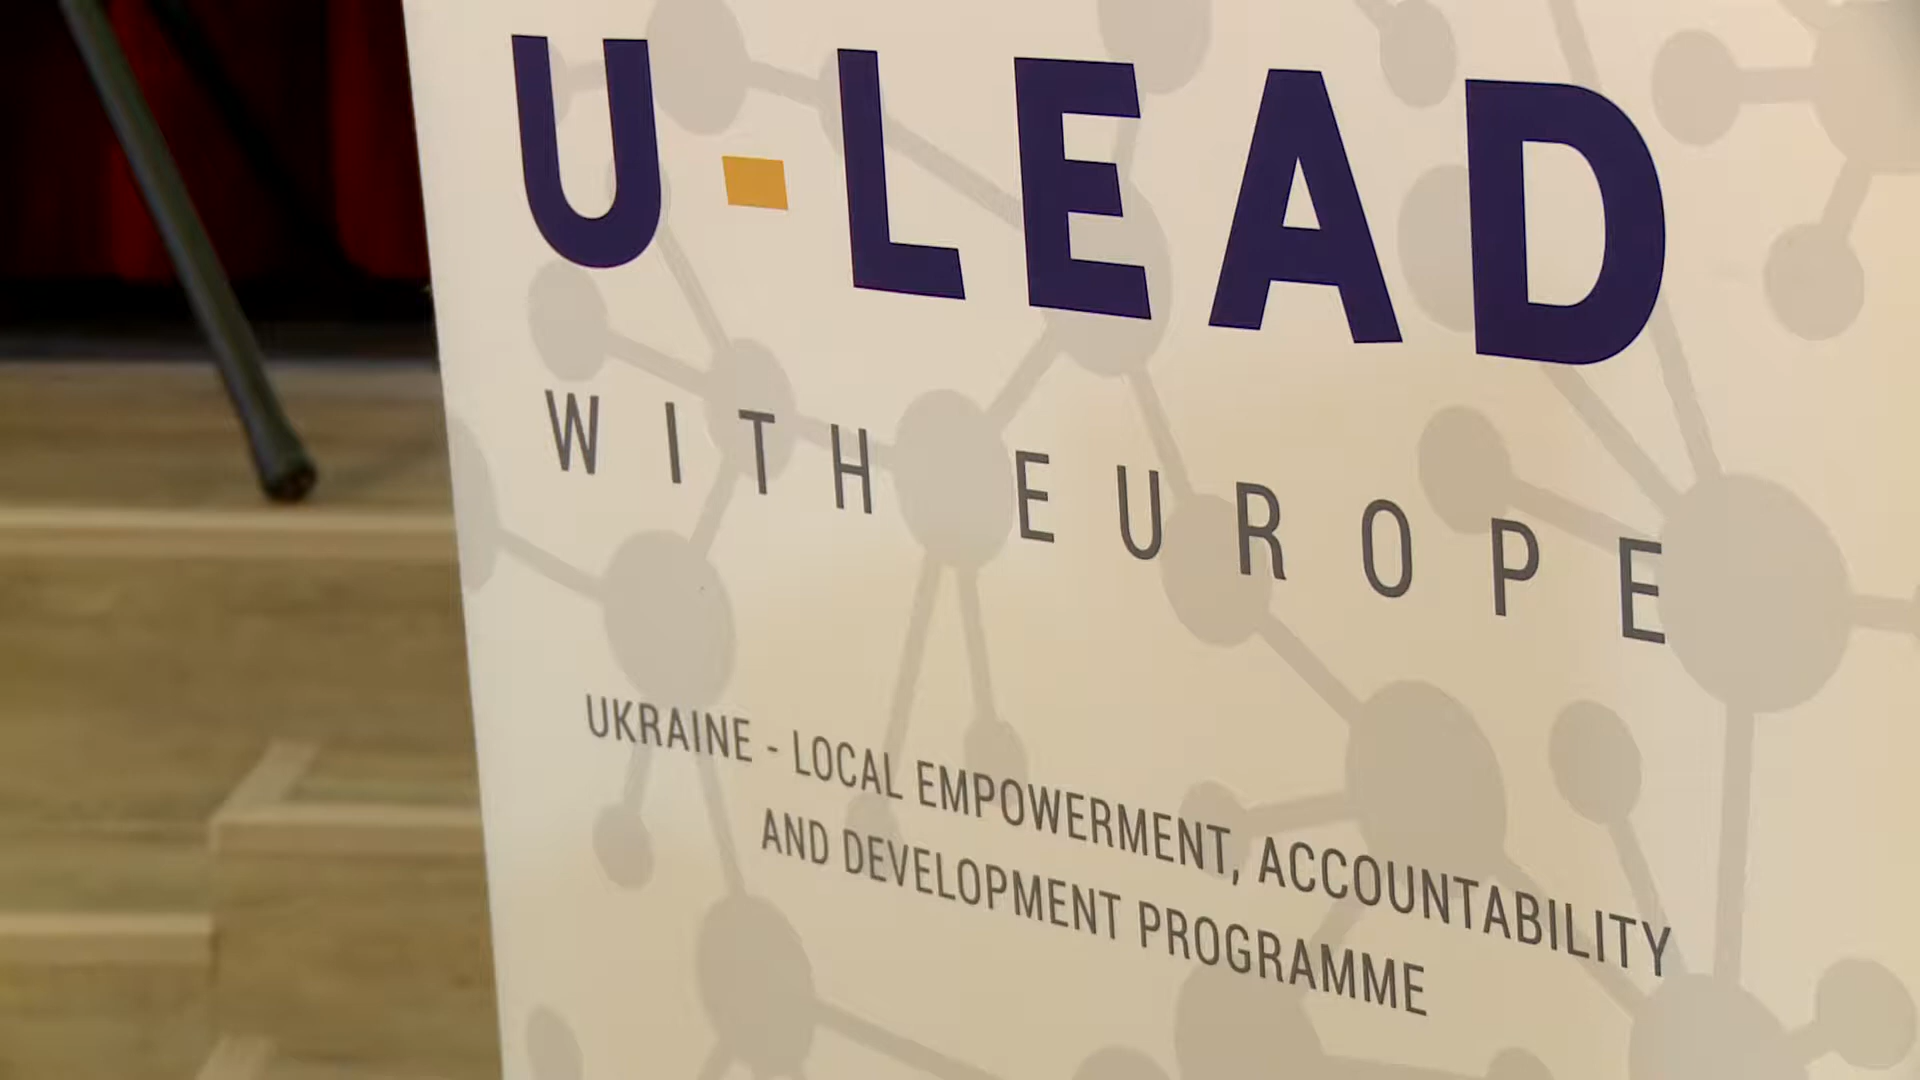 U-LEAD
WITH EUROPE
UKRAINE - LOCAL EMPOWERMENT, ACCOUNTABILITY
AND DEVELOPMENT PROGRAMME